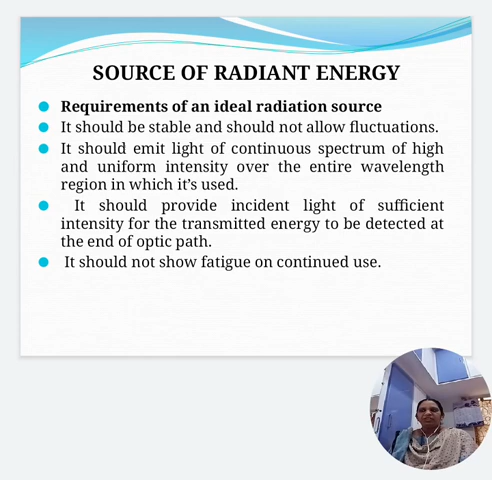 SOURCE OF RADIANT ENERGY
Requirements of an ideal radiation source
It should be stable and should not allow fluctuations.
It should emit light of continuous spectrum of high
and uniform intensity over the entire wavelength
region in which it’s used.
It should provide incident light of sufficient
intensity for the transmitted energy to be detected at
the end of optic path.
It should not show fatigue on continued use.